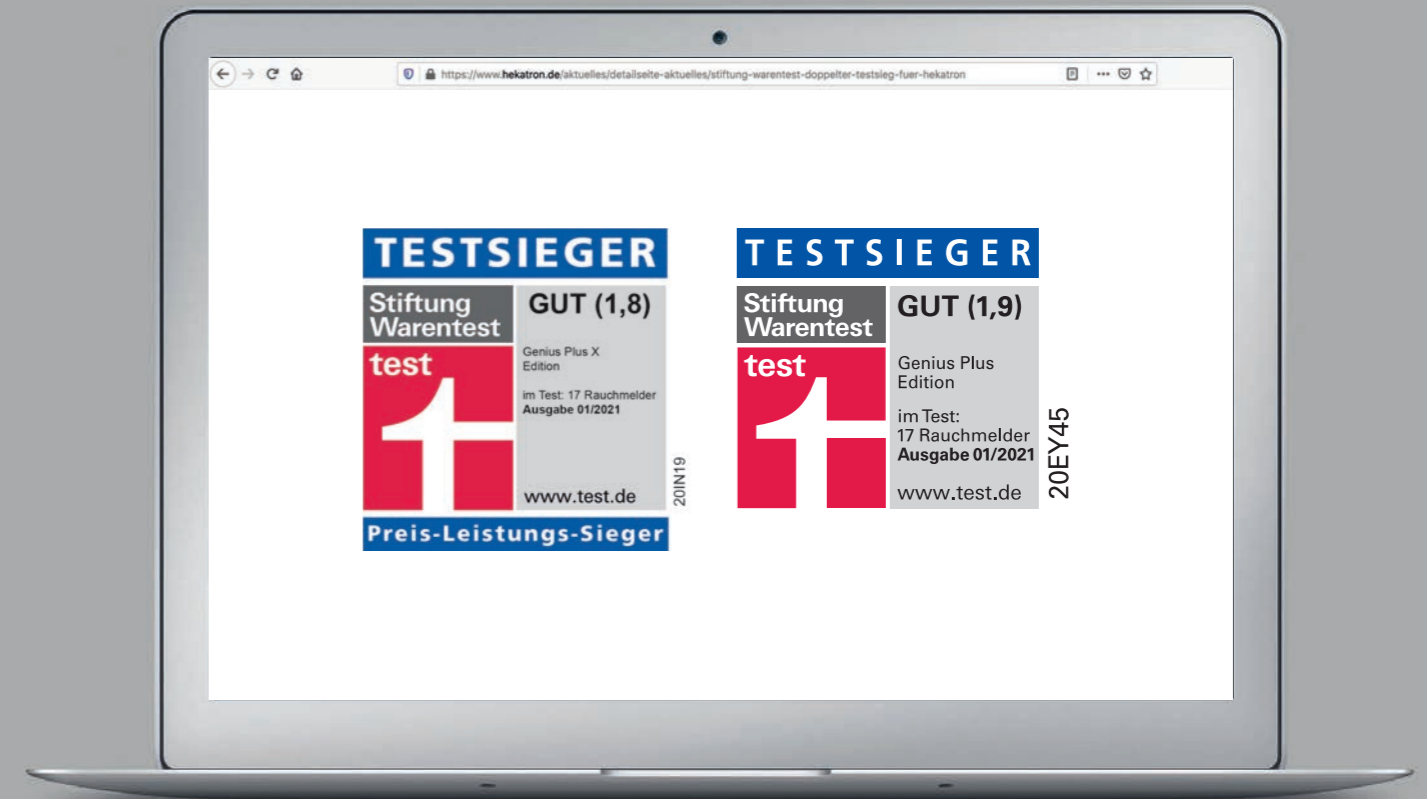 https://www.hekatron.de/aktuelles/detailseite-aktuelles/stiftung-warentest-doppelter-testsieg-fuer-hekatron
TESTSIEGER
Stiftung
Warentest
test
GUT (1,8)
Genius Plus X
Edition
im Test: 17 Rauchmelder
Ausgabe 01/2021
www.test.de
20IN19
Preis-Leistungs-Sieger
TESTSIEGER
Stiftung
Warentest
test
GUT (1,9)
Genius Plus
Edition
im Test:
17 Rauchmelder
Ausgabe 01/2021
www.test.de
20EY45